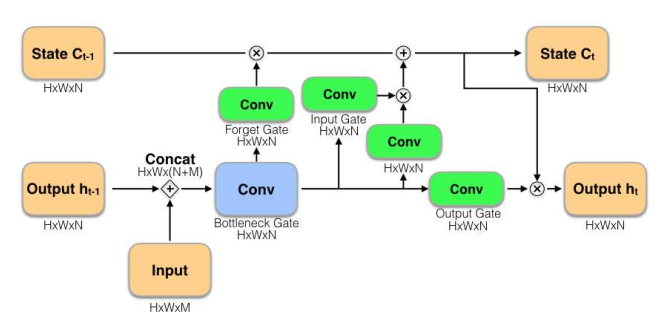 State Ct-1
HxWxN
State Ct
HxWxN
Conv
Forget Gate
HxWxN
Conv
Input Gate
HxWxN
Conv
HxWxN
Concat
HxWx(N+M)
Output ht-1
HxWxN
Conv
Bottleneck Gate
HxWxN
Conv
Output Gate
HxWxN
Output ht
HxWxN
Input
HxWxM